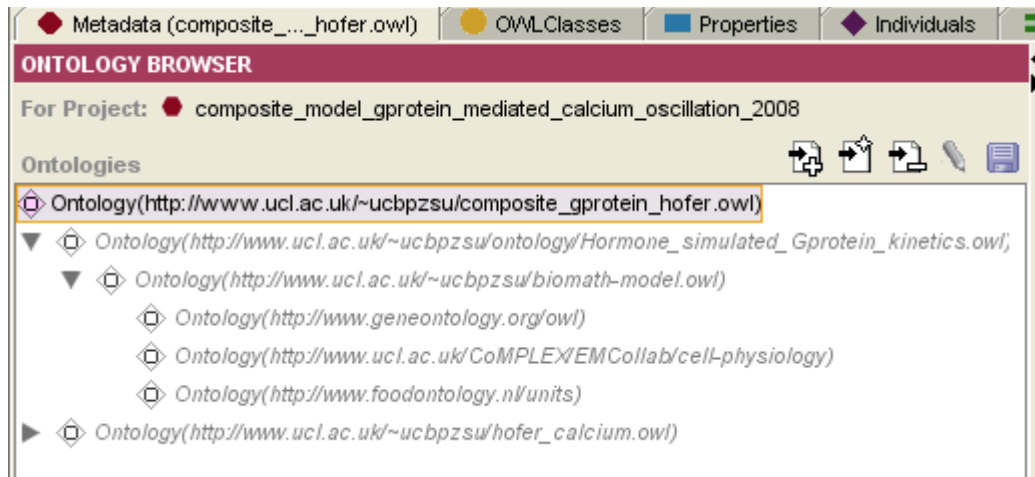 Metadata (composite_..._hofer.owl) OWLClasses Properties Individuals
ONTOLOGY BROWSER
For Project: composite_model_gprotein_mediated_calcium_oscillation_2008
Ontologies
Ontology(http://www.ucl.ac.uk/~ucbpzsu/composite_gprotein_hofer.owl)
Ontology(http://www.ucl.ac.uk/~ucbpzsu/ontology/Hormone_simulated_Gprotein_kinetics.owl)
Ontology(http://www.ucl.ac.uk/~ucbpzsu/biomath-model.owl)
Ontology(http://www.geneontology.org/owl)
Ontology(http://www.ucl.ac.uk/CoMPLEX/EMCollab/cell-physiology)
Ontology(http://www.foodontology.nl/units)
Ontology(http://www.ucl.ac.uk/~ucbpzsu/hofer_calcium.owl)